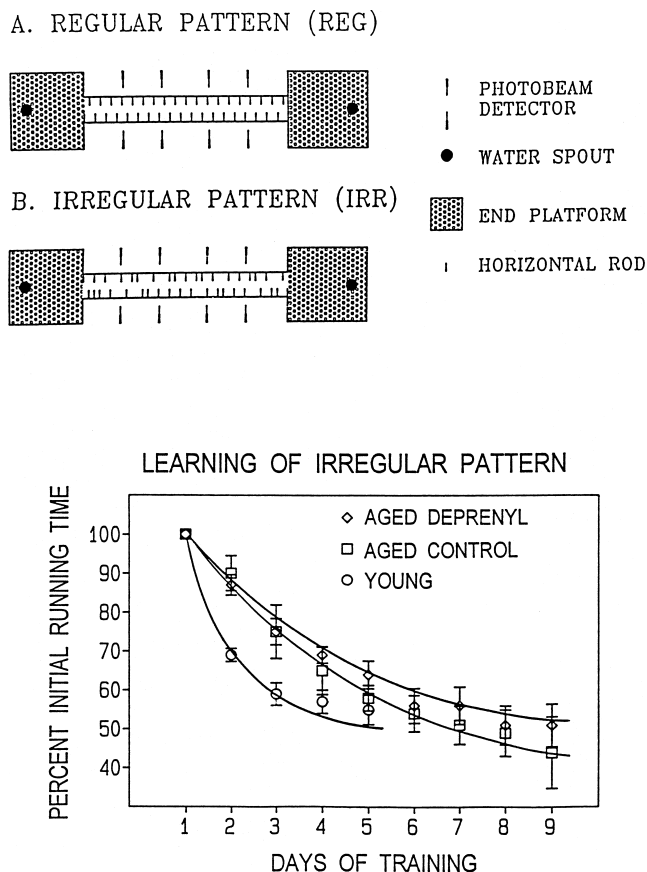 A. REGULAR PATTERN (REG)
PHOTOBEAM
DETECTOR
WATER SPOUT
B. IRREGULAR PATTERN (IRR)
END PLATFORM
HORIZONTAL ROD
LEARNING OF IRREGULAR PATTERN
PERCENT INITIAL RUNNING TIME
AGED DEPRENYL
AGED CONTROL
YOUNG
100
90
80
70
60
50
40
1 2 3 4 5 6 7 8 9
DAYS OF TRAINING